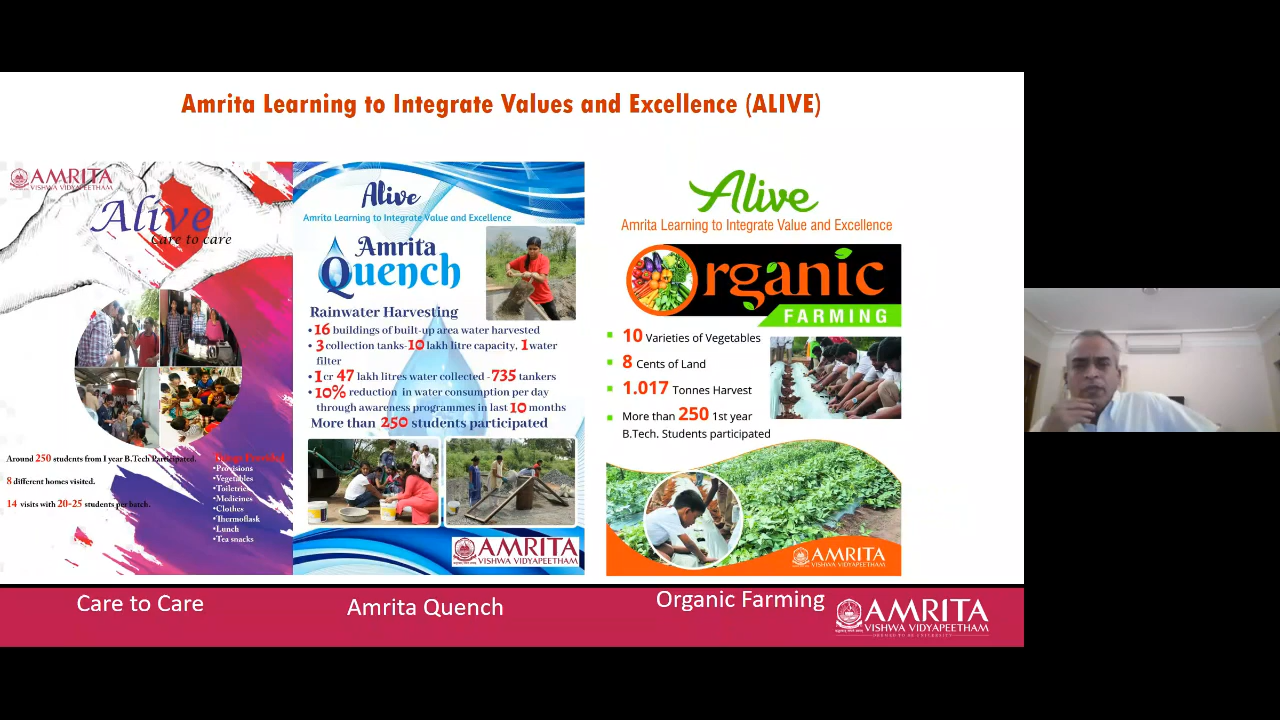 Amrita Learning to Integrate Values and Excellence (ALIVE)
AMRITA
VISHWA VIDYAPEETHAM
Alive
Care to care
Around 250 students from I year B.Tech Participated.
8 different homes visited.
14 visits with 20-25 students per batch.
Things Provided
•Provisions
•Vegetables
•Toiletries
•Medicines
•Clothes
•Thermoflask
•Lunch
•Tea snacks
Alive
Amrita Learning to Integrate Value and Excellence
Amrita
Quench
Rainwater Harvesting
•16 buildings of built-up area water harvested
•3 collection tanks-10 lakh litre capacity, 1 water
filter
•1 cr 47 lakh litres water collected -735 tankers
•10% reduction in water consumption per day
through awareness programmes in last 10 months
More than 250 students participated
AMRITA
VISHWA VIDYAPEETHAM
Alive
Amrita Learning to Integrate Value and Excellence
Organic
FARMING
10 Varieties of Vegetables
8 Cents of Land
1.017 Tonnes Harvest
More than 250 1st year
B.Tech. Students participated
AMRITA
VISHWA VIDYAPEETHAM
Care to Care
Amrita Quench
Organic Farming
AMRITA
VISHWA VIDYAPEETHAM